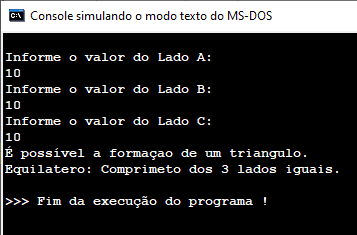 Console simulando o modo texto do MS-DOS
Informe o valor do Lado A:
10
Informe o valor do Lado B:
10
Informe o valor do Lado C:
10
É possível a formaçao de um triangulo.
Equilatero: Comprimeto dos 3 lados iguais.
>>> Fim da execução do programa !